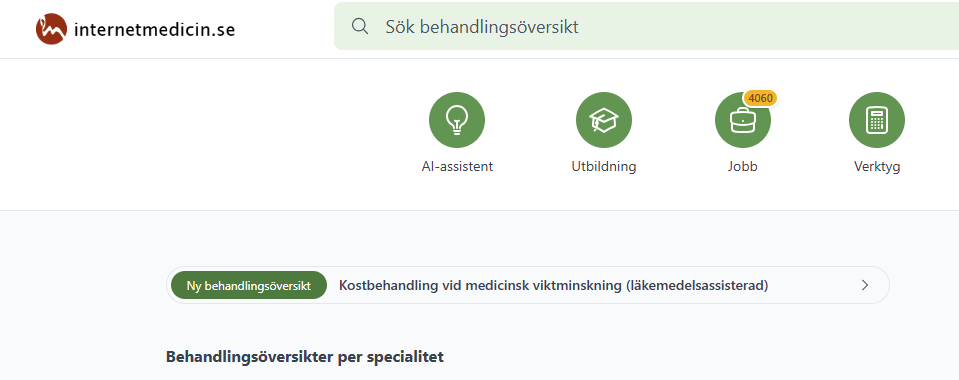 internetmedicin.se
Sök behandlingsöversikt
4060
AI-assistent
Utbildning
Jobb
Verktyg
Ny behandlingsöversikt
Kostbehandling vid medicinsk viktminskning (läkemedelsassisterad)
Behandlingsöversikter per specialitet